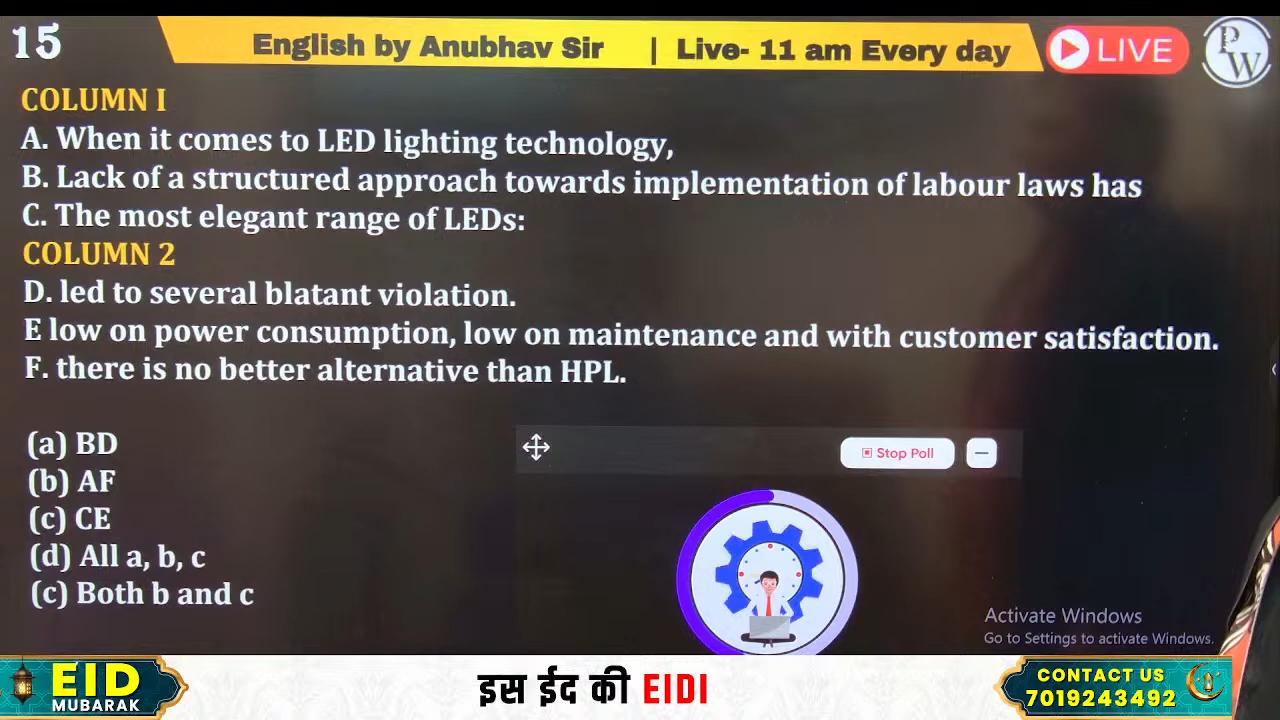 15
English by Anubhav Sir | Live- 11 am Every day
LIVE
PW
COLUMN I
A. When it comes to LED lighting technology,
B. Lack of a structured approach towards implementation of labour laws has
C. The most elegant range of LEDs:
COLUMN 2
D. led to several blatant violation.
E low on power consumption, low on maintenance and with customer satisfaction.
F. there is no better alternative than HPL.
(a) BD
(b) AF
(c) CE
(d) All a, b, c
(c) Both b and c
Stop Poll
Activate Windows
Go to Settings to activate Windows.
EID
MUBARAK
इस ईद की EIDI
CONTACT US
7019243492